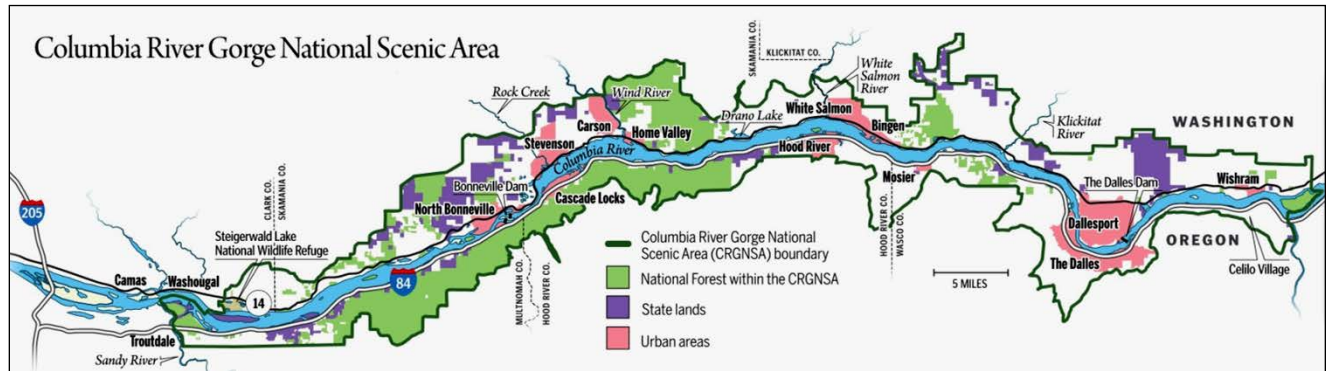 Columbia River Gorge National Scenic Area
SKAMANIA CO.
KLICKITAT CO.
White
Salmon
River
Rock Creek
Wind River
Drano Lake
White Salmon
Carson
Home Valley
Bingen
Klickitat
River
WASHINGTON
Stevenson
Columbia River
Hood River
Bonneville Dam
Mosier
The Dalles Dam
Wishram
CLARK CO.
SKAMANIA CO.
North Bonneville
Cascade Locks
HOOD RIVER CO.
WASCO CO.
Dallesport
OREGON
205
Steigerwald Lake
National Wildlife Refuge
Columbia River Gorge National
Scenic Area (CRGNSA) boundary
The Dalles
Celilo Village
Camas
Washougal
84
MULTNOMAH CO.
HOOD RIVER CO.
National Forest within the CRGNSA
5 MILES
14
State lands
Troutdale
Urban areas
Sandy River